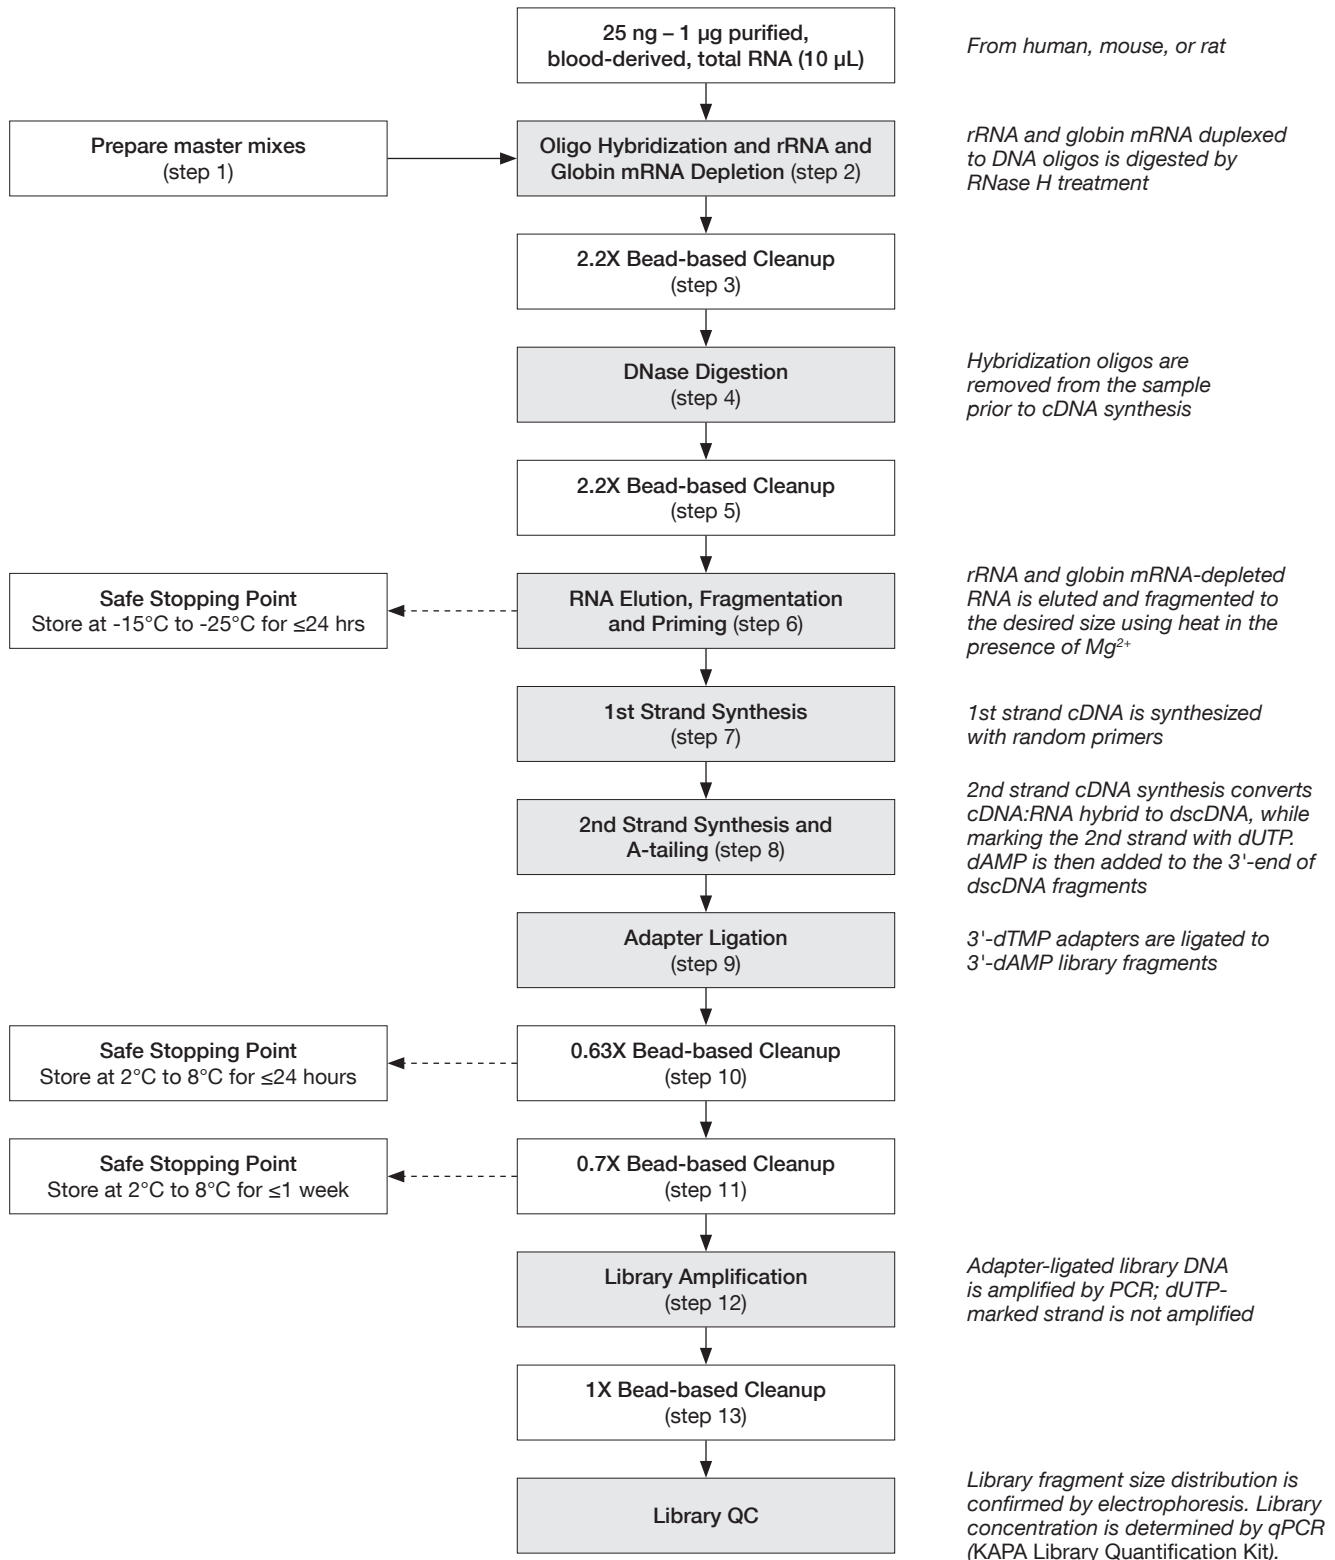 25 ng – 1 µg purified,
blood-derived, total RNA (10 µL)
From human, mouse, or rat
Prepare master mixes
(step 1)
Oligo Hybridization and rRNA and
Globin mRNA Depletion (step 2)
rRNA and globin mRNA duplexed
to DNA oligos is digested by
RNase H treatment
2.2X Bead-based Cleanup
(step 3)
DNase Digestion
(step 4)
Hybridization oligos are
removed from the sample
prior to cDNA synthesis
2.2X Bead-based Cleanup
(step 5)
Safe Stopping Point
Store at -15°C to -25°C for ≤24 hrs
RNA Elution, Fragmentation
and Priming (step 6)
rRNA and globin mRNA-depleted
RNA is eluted and fragmented to
the desired size using heat in the
presence of Mg²⁺
1st Strand Synthesis
(step 7)
1st strand cDNA is synthesized
with random primers
2nd Strand Synthesis and
A-tailing (step 8)
2nd strand cDNA synthesis converts
cDNA:RNA hybrid to dscDNA, while
marking the 2nd strand with dUTP.
dAMP is then added to the 3'-end of
dscDNA fragments
Adapter Ligation
(step 9)
3'-dTMP adapters are ligated to
3'-dAMP library fragments
Safe Stopping Point
Store at 2°C to 8°C for ≤24 hours
0.63X Bead-based Cleanup
(step 10)
Safe Stopping Point
Store at 2°C to 8°C for ≤1 week
0.7X Bead-based Cleanup
(step 11)
Library Amplification
(step 12)
Adapter-ligated library DNA
is amplified by PCR; dUTP-
marked strand is not amplified
1X Bead-based Cleanup
(step 13)
Library QC
Library fragment size distribution is
confirmed by electrophoresis. Library
concentration is determined by qPCR
(KAPA Library Quantification Kit).